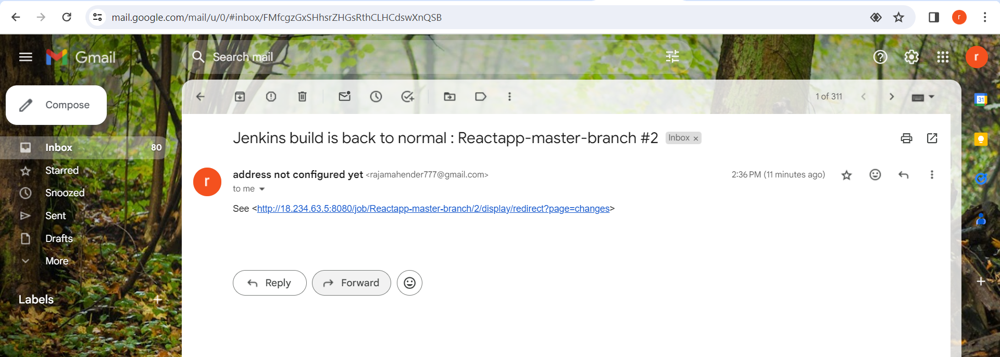 mail.google.com/mail/u/0/#inbox/FMfcgzGxSHhsrZHGsRthCLHCdswXnQSB
r
Gmail
Search mail
r
Compose
1 of 311
31
Jenkins build is back to normal : Reactapp-master-branch #2 Inbox x
Inbox 80
Starred
Snoozed
Sent
Drafts
More
Labels
r
address not configured yet <rajamahender777@gmail.com>
2:36 PM (11 minutes ago)
to me
See <http://18.234.63.5:8080/job/Reactapp-master-branch/2/display/redirect?page=changes>
Reply
Forward